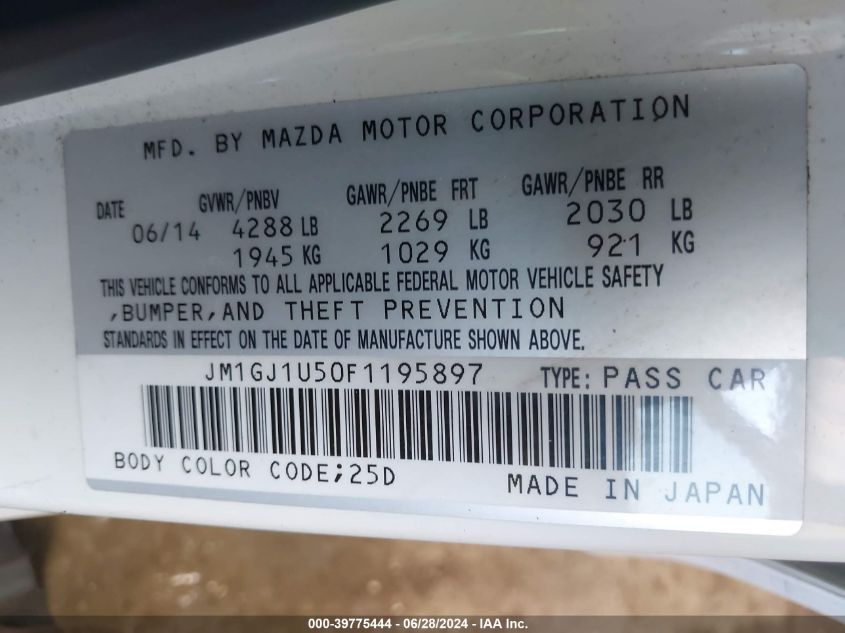 MFD. BY MAZDA MOTOR CORPORATION
DATE GVWR/PNBV GAWR/PNBE FRT GAWR/PNBE RR
06/14 4288 LB 2269 LB 2030 LB
1945 KG 1029 KG 921 KG
THIS VEHICLE CONFORMS TO ALL APPLICABLE FEDERAL MOTOR VEHICLE SAFETY
,BUMPER,AND THEFT PREVENTION
STANDARDS IN EFFECT ON THE DATE OF MANUFACTURE SHOWN ABOVE.
JM1GJ1U50F1195897 TYPE: PASS CAR
BODY COLOR CODE;25D MADE IN JAPAN
000-39775444 - 06/28/2024 - IAA Inc.